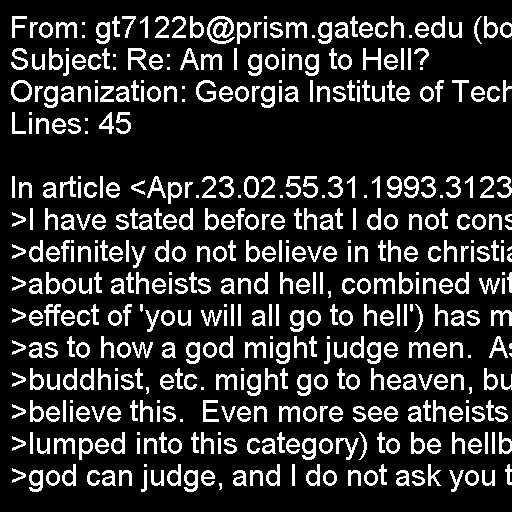 From: gt7122b@prism.gatech.edu (bo
Subject: Re: Am I going to Hell?
Organization: Georgia Institute of Tech
Lines: 45

In article <Apr.23.02.55.31.1993.3123
>I have stated before that I do not cons
>definitely do not believe in the christia
>about atheists and hell, combined wit
>effect of 'you will all go to hell') has m
>as to how a god might judge men.  As
>buddhist, etc. might go to heaven, bu
>believe this.  Even more see atheists
>lumped into this category) to be hellb
>god can judge, and I do not ask you t